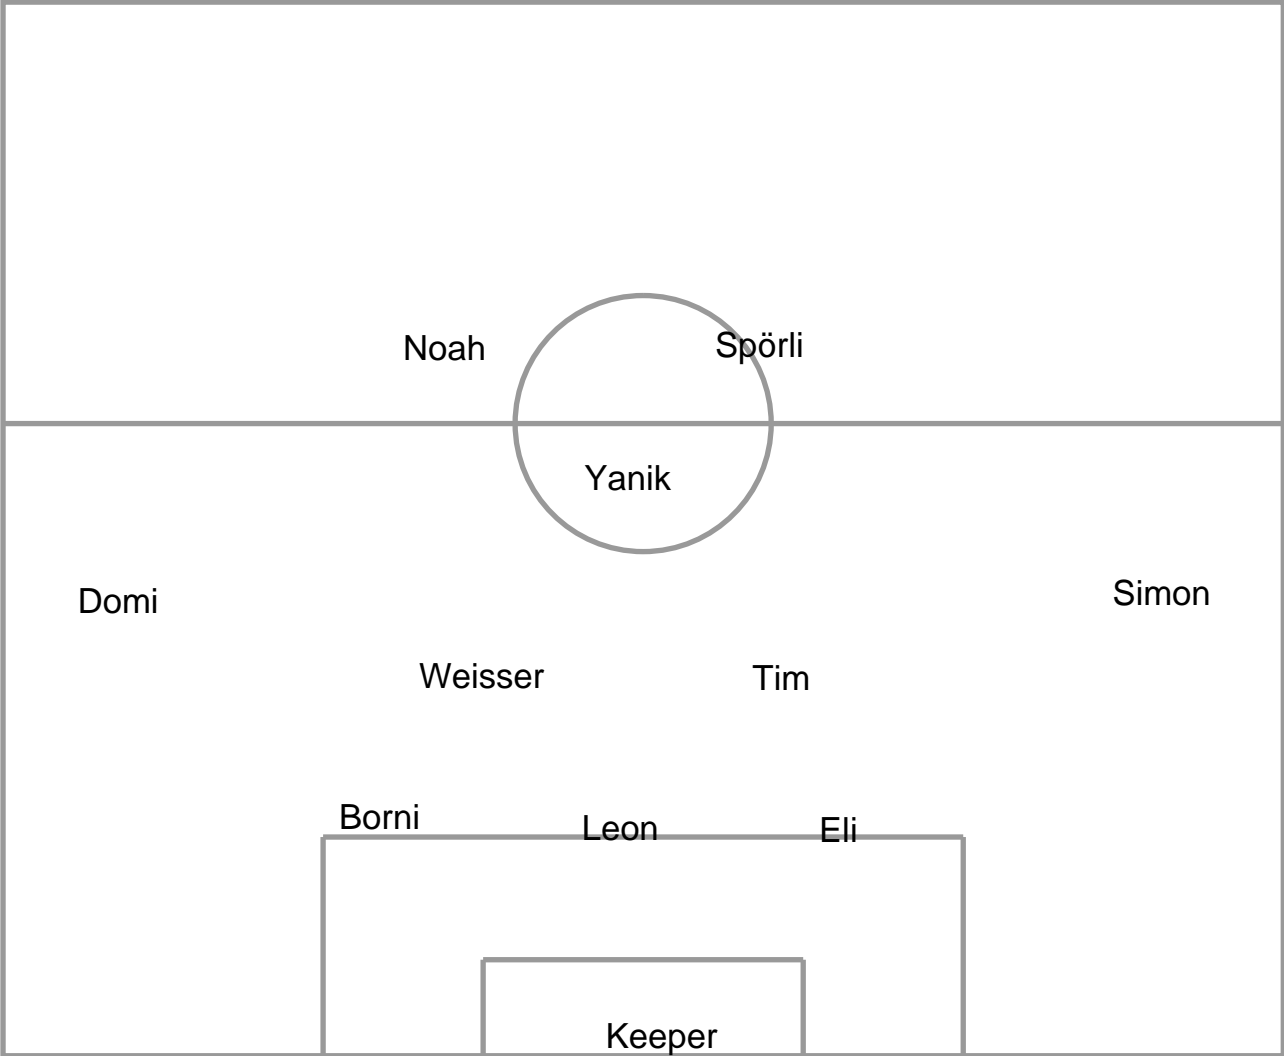 Noah Spörli
Yanik
Domi Simon
Weisser Tim
Borni Leon Eli
Keeper